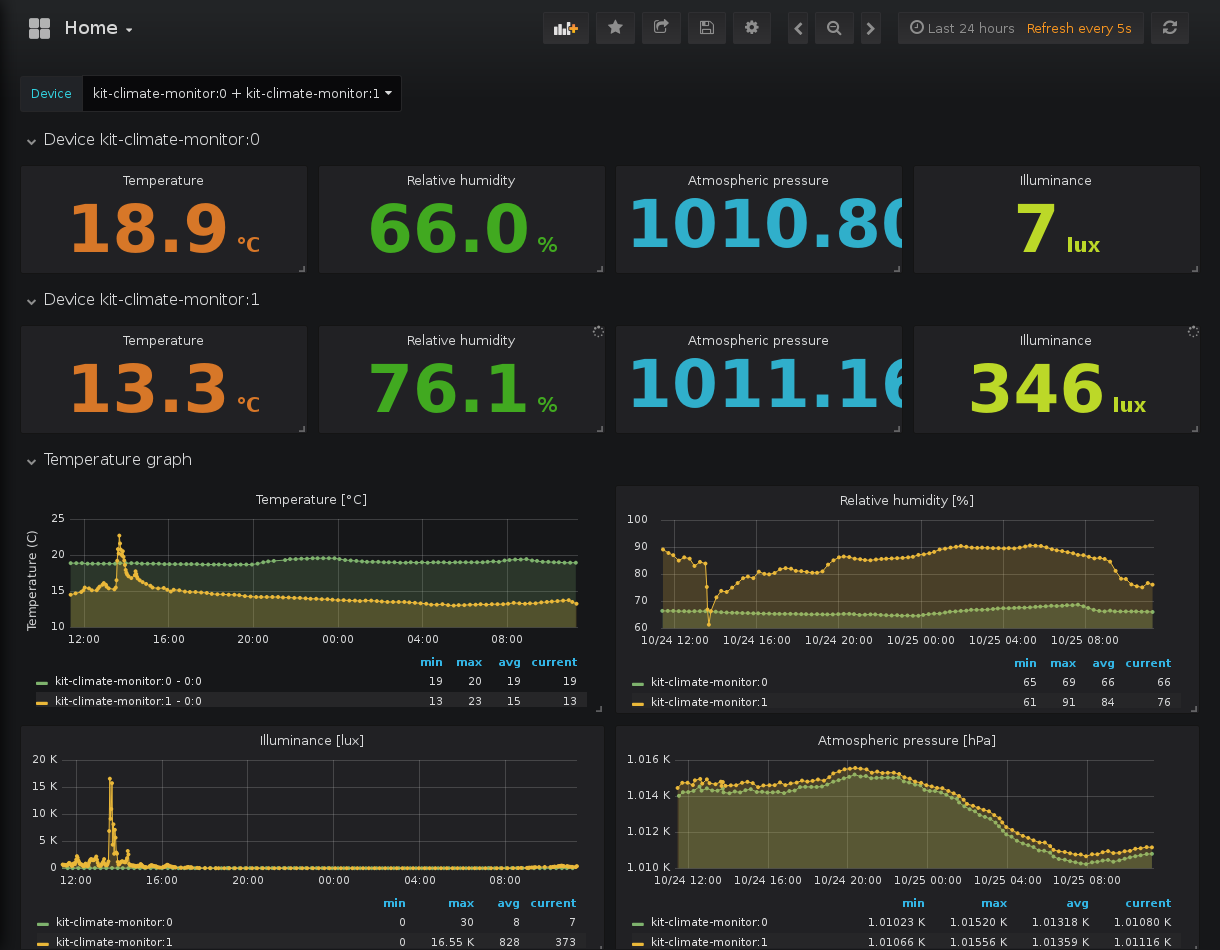 Home
Last 24 hours Refresh every 5s
Device kit-climate-monitor:0 + kit-climate-monitor:1
Device kit-climate-monitor:0
Temperature Relative humidity Atmospheric pressure Illuminance
18.9 °C 66.0 % 1010.80 7 lux
Device kit-climate-monitor:1
Temperature Relative humidity Atmospheric pressure Illuminance
13.3 °C 76.1 % 1011.16 346 lux
Temperature graph
Temperature [°C]
Temperature (C)
25
20
15
10
12:00 16:00 20:00 00:00 04:00 08:00
min max avg current
kit-climate-monitor:0 - 0:0 19 20 19 19
kit-climate-monitor:1 - 0:0 13 23 15 13
Relative humidity [%]
100
90
80
70
60
10/24 12:00 10/24 16:00 10/24 20:00 10/25 00:00 10/25 04:00 10/25 08:00
min max avg current
kit-climate-monitor:0 65 69 66 66
kit-climate-monitor:1 61 91 84 76
Illuminance [lux]
20 K
15 K
10 K
5 K
0
12:00 16:00 20:00 00:00 04:00 08:00
min max avg current
kit-climate-monitor:0 0 30 8 7
kit-climate-monitor:1 0 16.55 K 828 373
Atmospheric pressure [hPa]
1.016 K
1.014 K
1.012 K
1.010 K
10/24 12:00 10/24 16:00 10/24 20:00 10/25 00:00 10/25 04:00 10/25 08:00
min max avg current
kit-climate-monitor:0 1.01023 K 1.01520 K 1.01318 K 1.01080 K
kit-climate-monitor:1 1.01066 K 1.01556 K 1.01359 K 1.01116 K